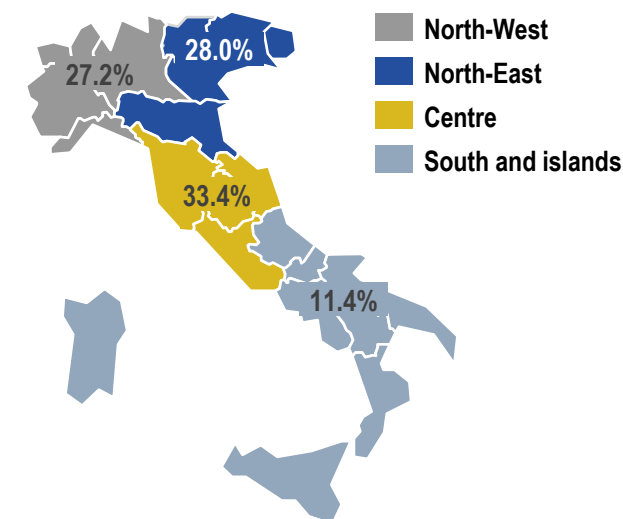 28.0%
27.2%
33.4%
11.4%
North-West
North-East
Centre
South and islands